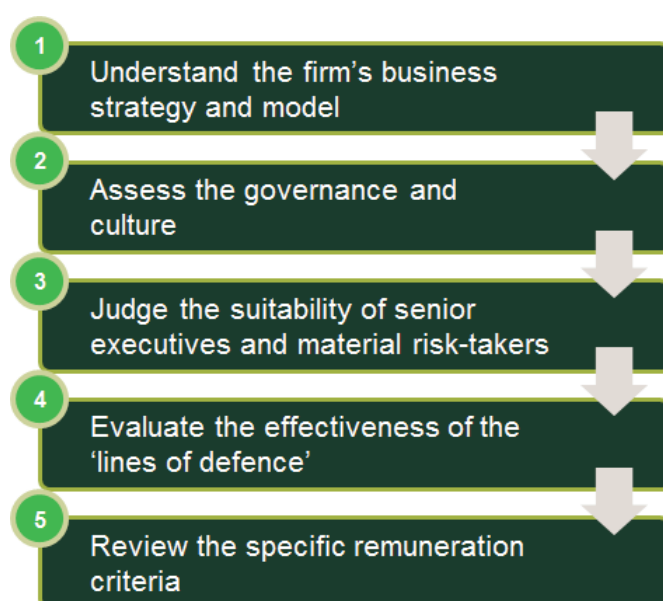 1
Understand the firm's business
strategy and model
2
Assess the governance and
culture
3
Judge the suitability of senior
executives and material risk-takers
4
Evaluate the effectiveness of the
‘lines of defence’
5
Review the specific remuneration
criteria